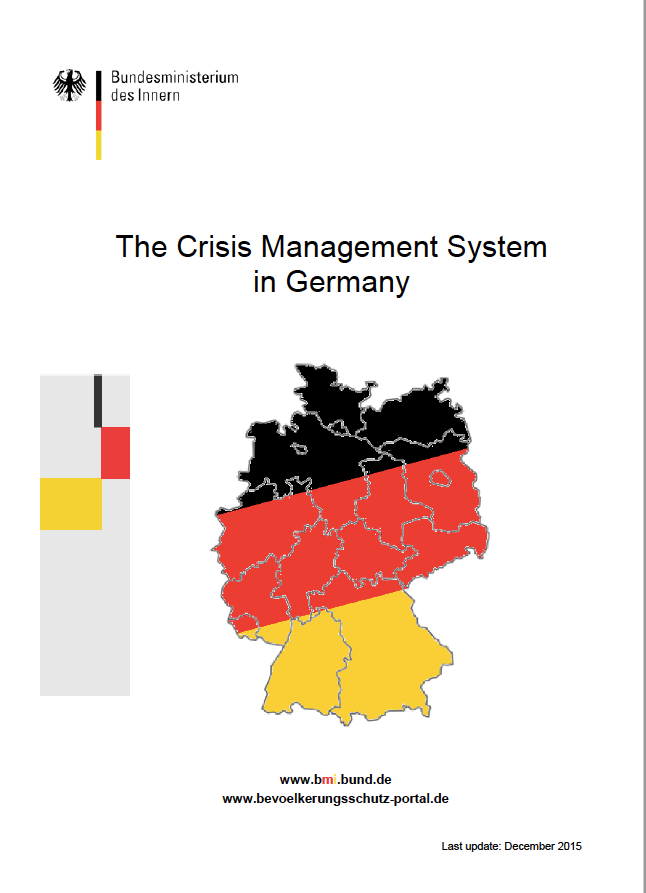 Bundesministerium
des Innern
The Crisis Management System
in Germany
www.bmi.bund.de
www.bevoelkerungsschutz-portal.de
Last update: December 2015